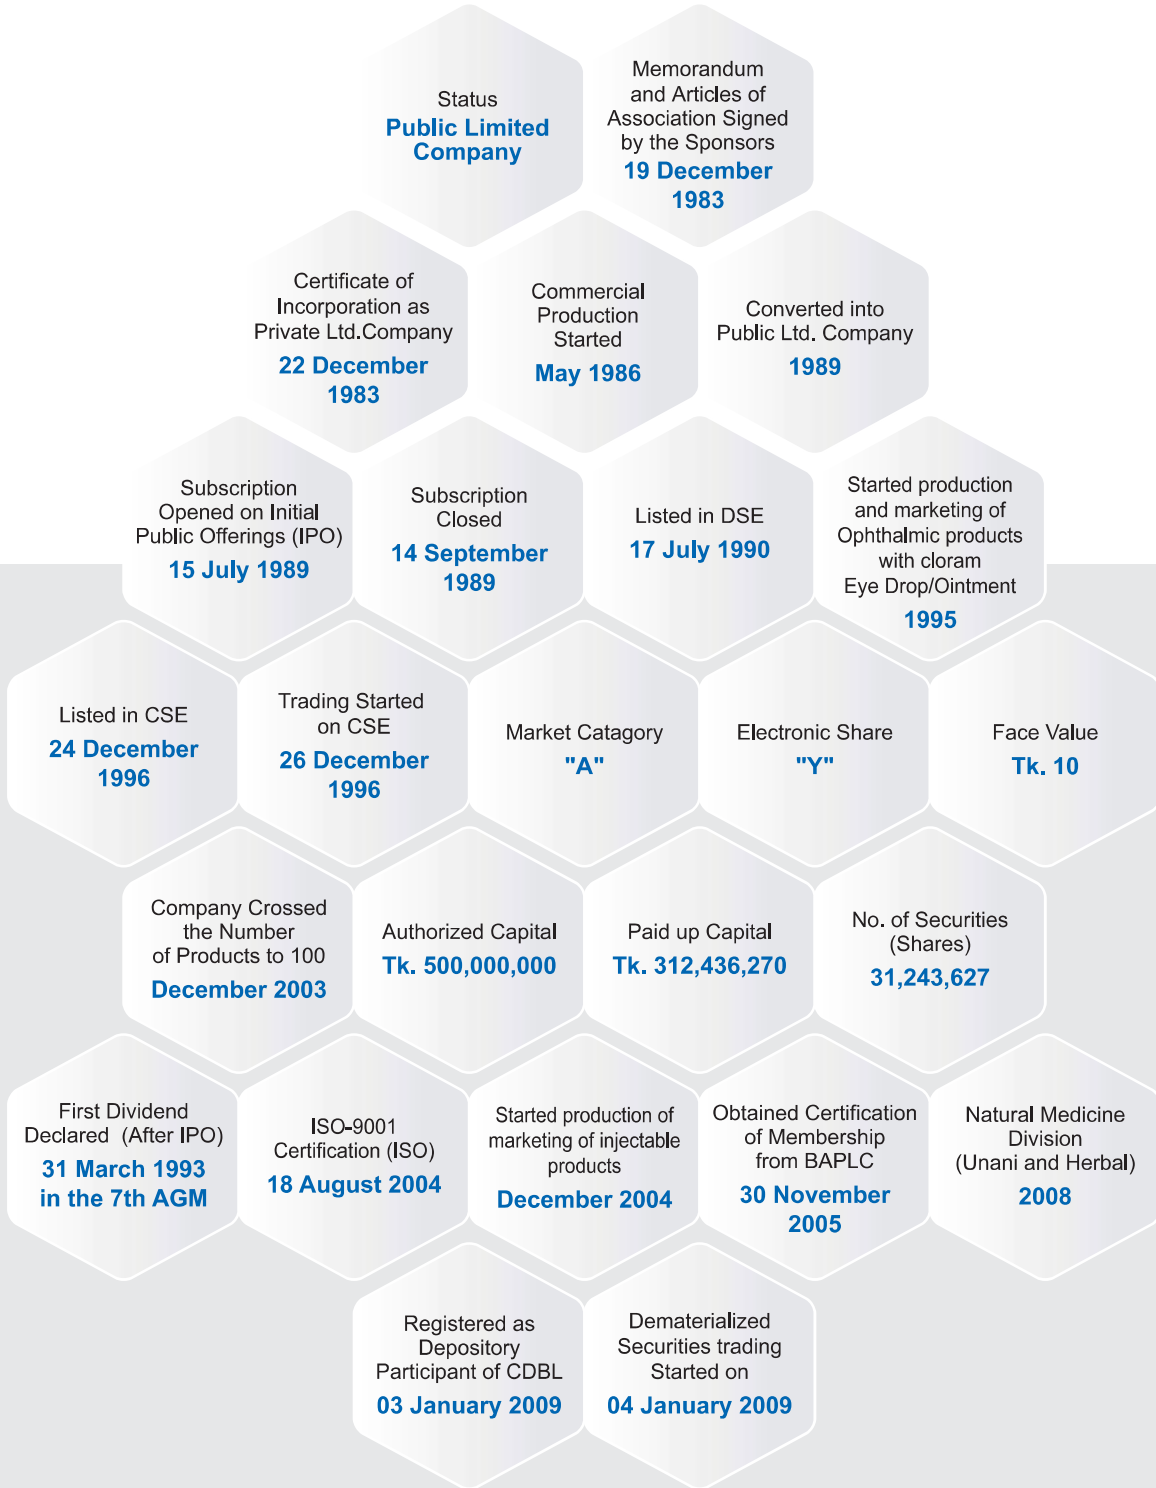 Status
Public Limited
Company
Memorandum
and Articles of
Association Signed
by the Sponsors
19 December
1983
Certificate of
Incorporation as
Private Ltd.Company
22 December
1983
Commercial
Production
Started
May 1986
Converted into
Public Ltd. Company
1989
Subscription
Opened on Initial
Public Offerings (IPO)
15 July 1989
Subscription
Closed
14 September
1989
Listed in DSE
17 July 1990
Started production
and marketing of
Ophthalmic products
with cloram
Eye Drop/Ointment
1995
Listed in CSE
24 December
1996
Trading Started
on CSE
26 December
1996
Market Catagory
"A"
Electronic Share
"Y"
Face Value
Tk. 10
Company Crossed
the Number
of Products to 100
December 2003
Authorized Capital
Tk. 500,000,000
Paid up Capital
Tk. 312,436,270
No. of Securities
(Shares)
31,243,627
First Dividend
Declared (After IPO)
31 March 1993
in the 7th AGM
ISO-9001
Certification (ISO)
18 August 2004
Started production of
marketing of injectable
products
December 2004
Obtained Certification
of Membership
from BAPLC
30 November
2005
Natural Medicine
Division
(Unani and Herbal)
2008
Registered as
Depository
Participant of CDBL
03 January 2009
Dematerialized
Securities trading
Started on
04 January 2009